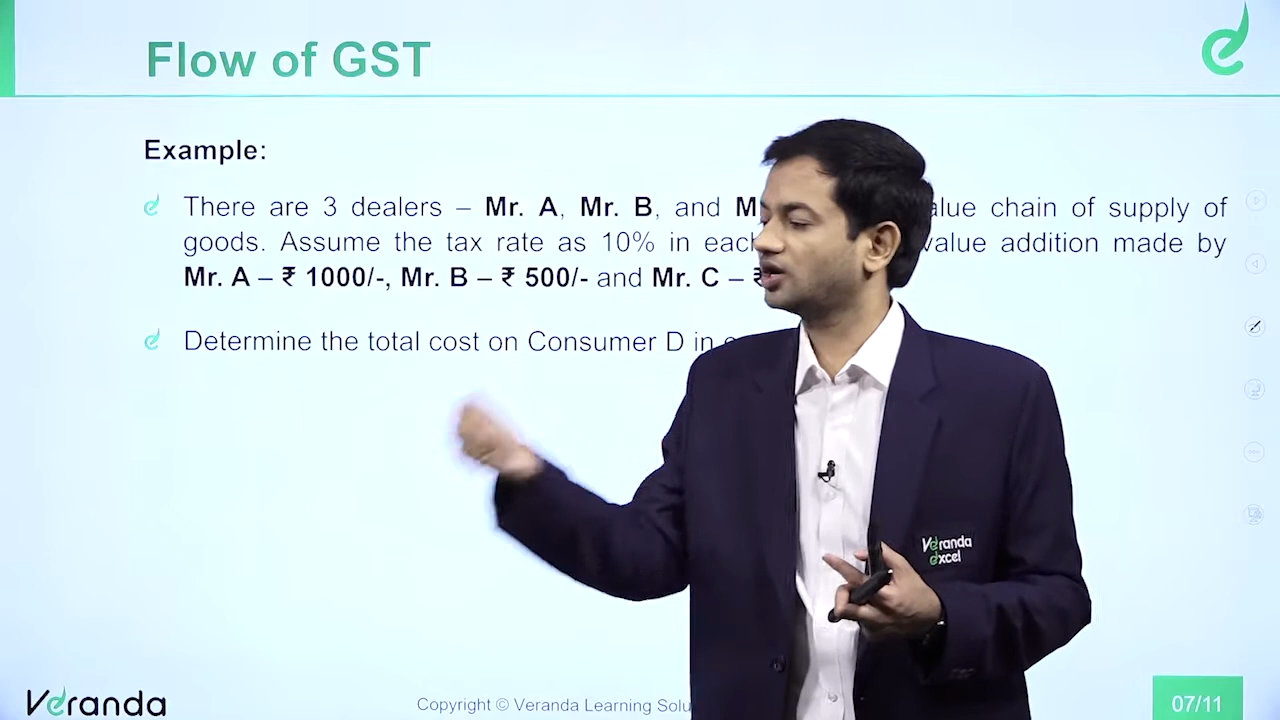 Flow of GST
Example:
There are 3 dealers – Mr. A, Mr. B, and value chain of supply of
goods. Assume the tax rate as 10% in each value addition made by
Mr. A – ₹ 1000/-, Mr. B – ₹ 500/- and Mr. C – ₹
Determine the total cost on Consumer D in
Veranda
excel
Veranda
Copyright © Veranda Learning
07/11